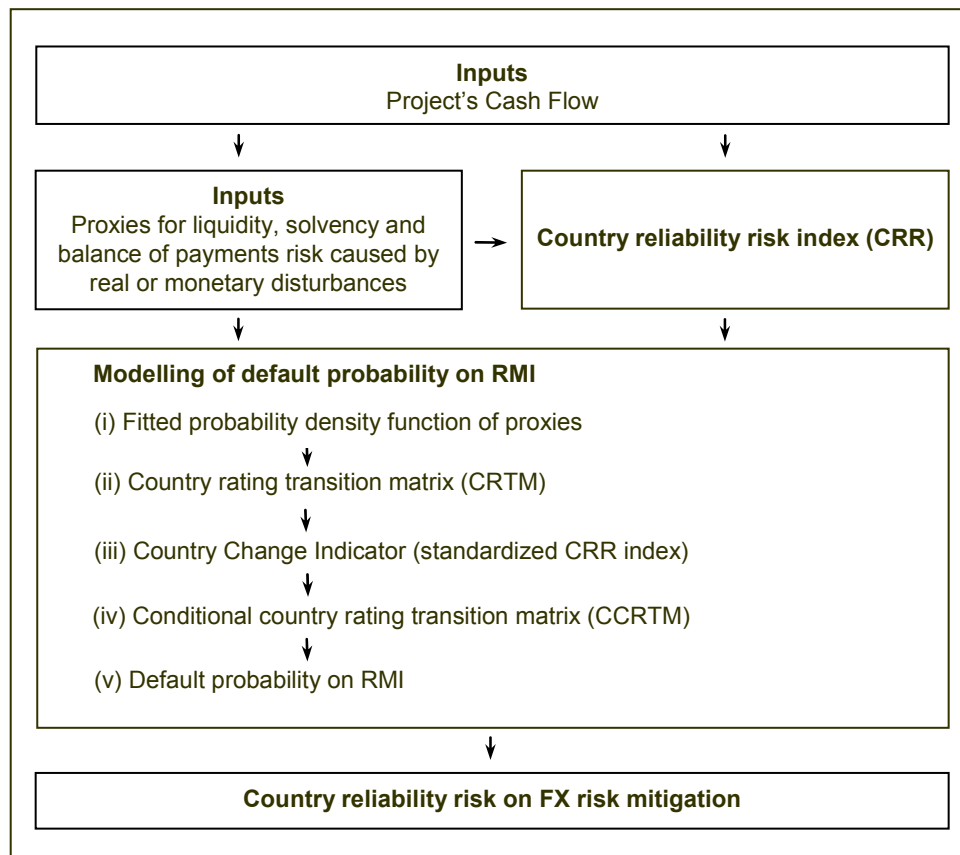 Inputs
Project’s Cash Flow
Inputs
Proxies for liquidity, solvency and
balance of payments risk caused by
real or monetary disturbances
Country reliability risk index (CRR)
Modelling of default probability on RMI
(i) Fitted probability density function of proxies
(ii) Country rating transition matrix (CRTM)
(iii) Country Change Indicator (standardized CRR index)
(iv) Conditional country rating transition matrix (CCRTM)
(v) Default probability on RMI
Country reliability risk on FX risk mitigation